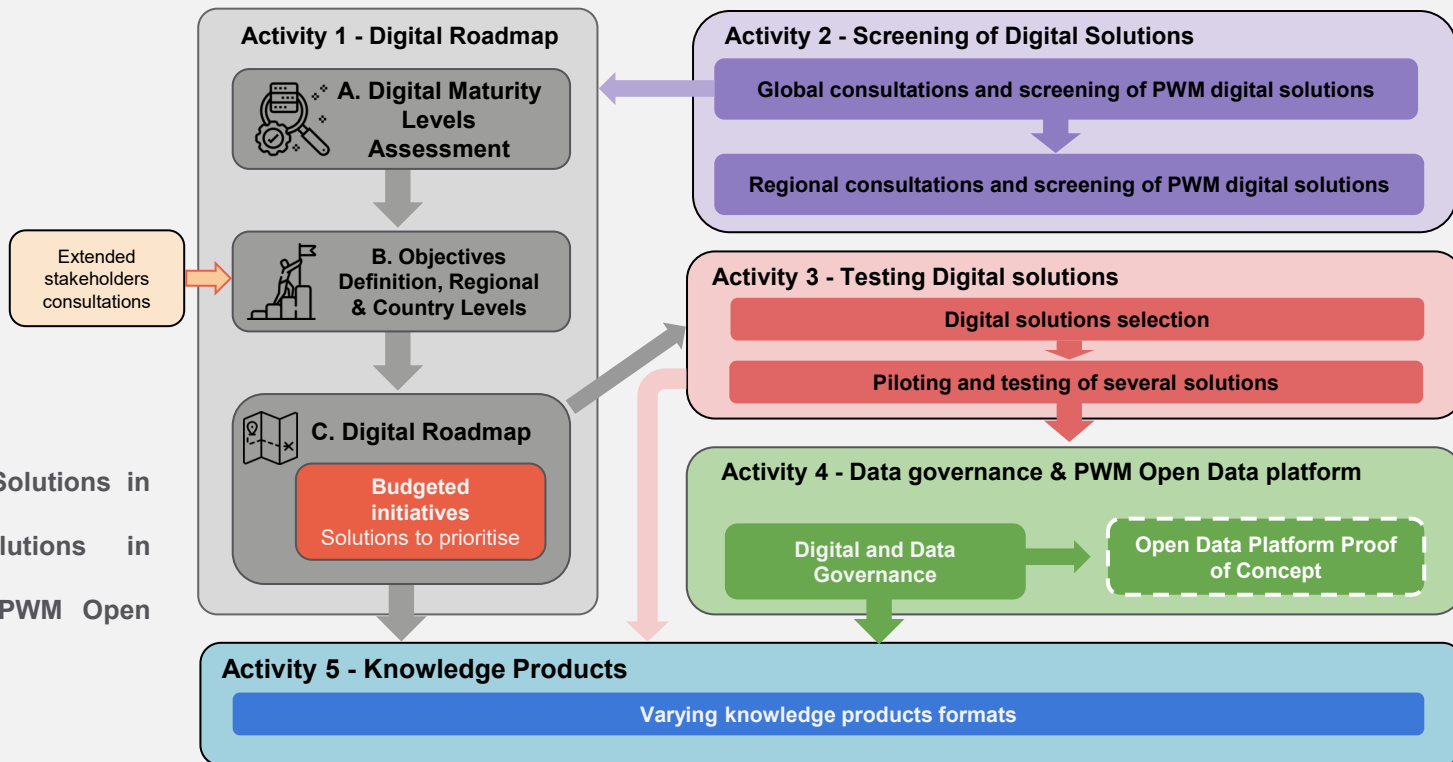 Activity 1 - Digital Roadmap
A. Digital Maturity
Levels
Assessment
B. Objectives
Definition, Regional
& Country Levels
C. Digital Roadmap
Budgeted
initiatives
Solutions to prioritise
Extended
stakeholders
consultations
Solutions in
lutions in
PWM Open
Activity 2 - Screening of Digital Solutions
Global consultations and screening of PWM digital solutions
Regional consultations and screening of PWM digital solutions
Activity 3 - Testing Digital solutions
Digital solutions selection
Piloting and testing of several solutions
Activity 4 - Data governance & PWM Open Data platform
Digital and Data
Governance
Open Data Platform Proof
of Concept
Activity 5 - Knowledge Products
Varying knowledge products formats